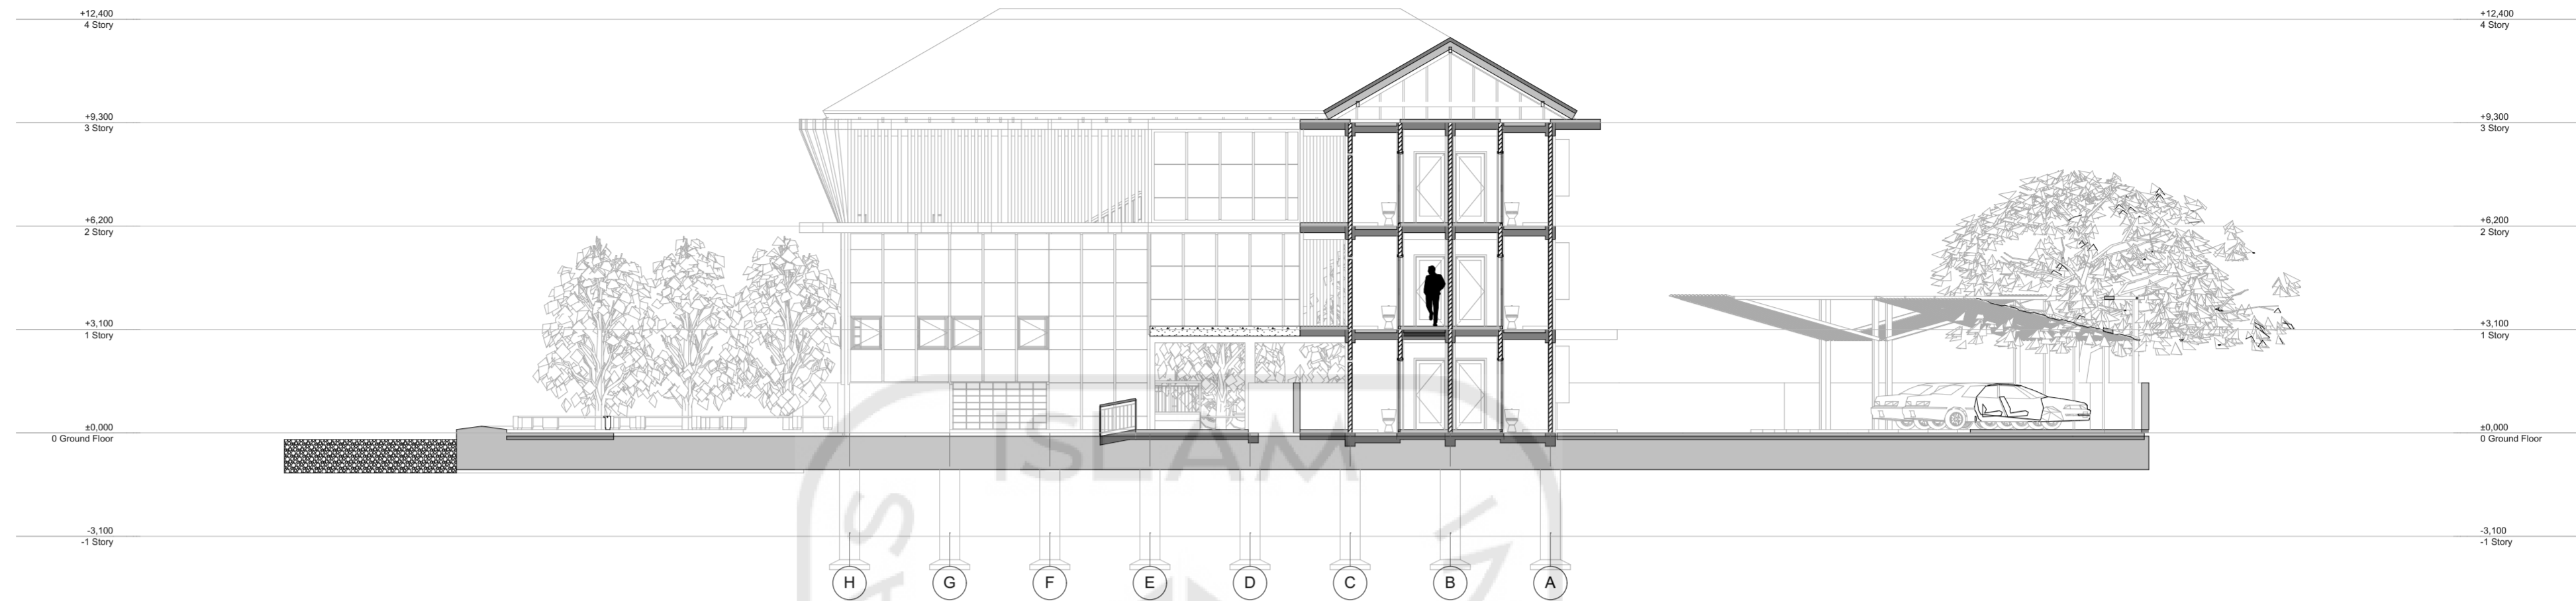 +12,400
4 Story
+12,400
4 Story
+9,300
3 Story
+9,300
3 Story
+6,200
2 Story
+6,200
2 Story
+3,100
1 Story
+3,100
1 Story
±0,000
0 Ground Floor
±0,000
0 Ground Floor
ISLAM
-3,100
-1 Story
-3,100
-1 Story
H G F E D C B A